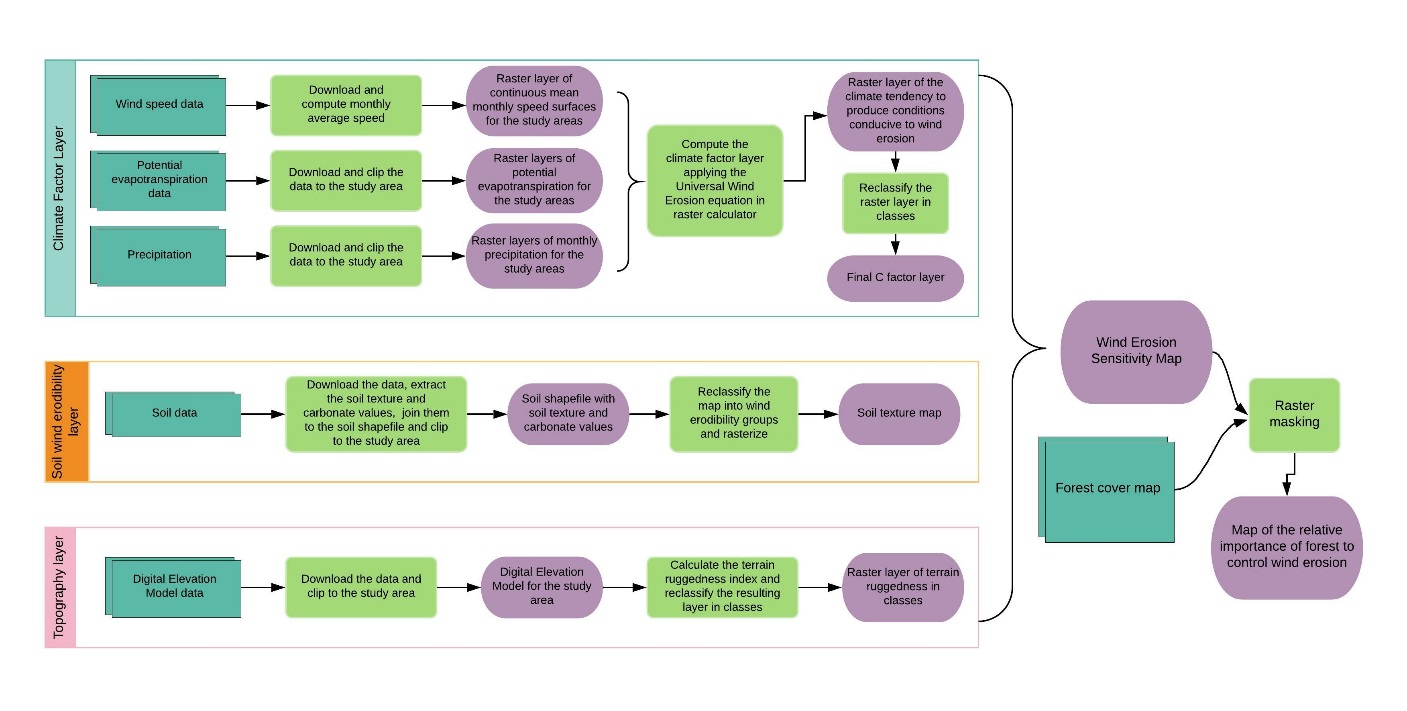 Climate Factor Layer
Wind speed data
Download and
compute monthly
average speed
Raster layer of
continuous mean
monthly speed surfaces
for the study areas
Potential
evapotranspiration
data
Download and clip the
data to the study area
Raster layers of
potential
evapotranspiration for
the study areas
Precipitation
Download and clip the
data to the study area
Raster layers of monthly
precipitation for the
study areas
Compute the
climate factor layer
applying the
Universal Wind
Erosion equation in
raster calculator
Raster layer of the
climate tendency to
produce conditions
conducive to wind
erosion
Reclassify the
raster layer in
classes
Final C factor layer
Soil wind erodibility
layer
Soil data
Download the data, extract
the soil texture and
carbonate values, join them
to the soil shapefile and clip
to the study area
Soil shapefile with
soil texture and
carbonate values
Reclassify the
map into wind
erodibility groups
and rasterize
Soil texture map
Topography layer
Digital Elevation
Model data
Download the data and
clip to the study area
Digital Elevation
Model for the study
area
Calculate the terrain
ruggedness index and
reclassify the resulting
layer in classes
Raster layer of terrain
ruggedness in
classes
Wind Erosion
Sensitivity Map
Forest cover map
Raster
masking
Map of the relative
importance of forest to
control wind erosion